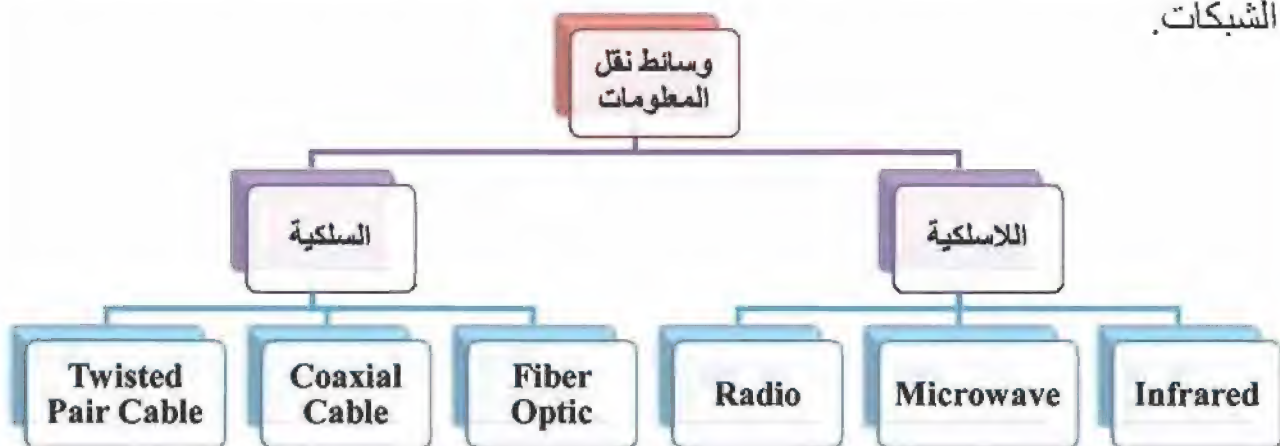 الشبكات.
وسائط نقل
المعلومات
السلكية
اللاسلكية
Twisted
Pair Cable
Coaxial
Cable
Fiber
Optic
Radio
Microwave
Infrared